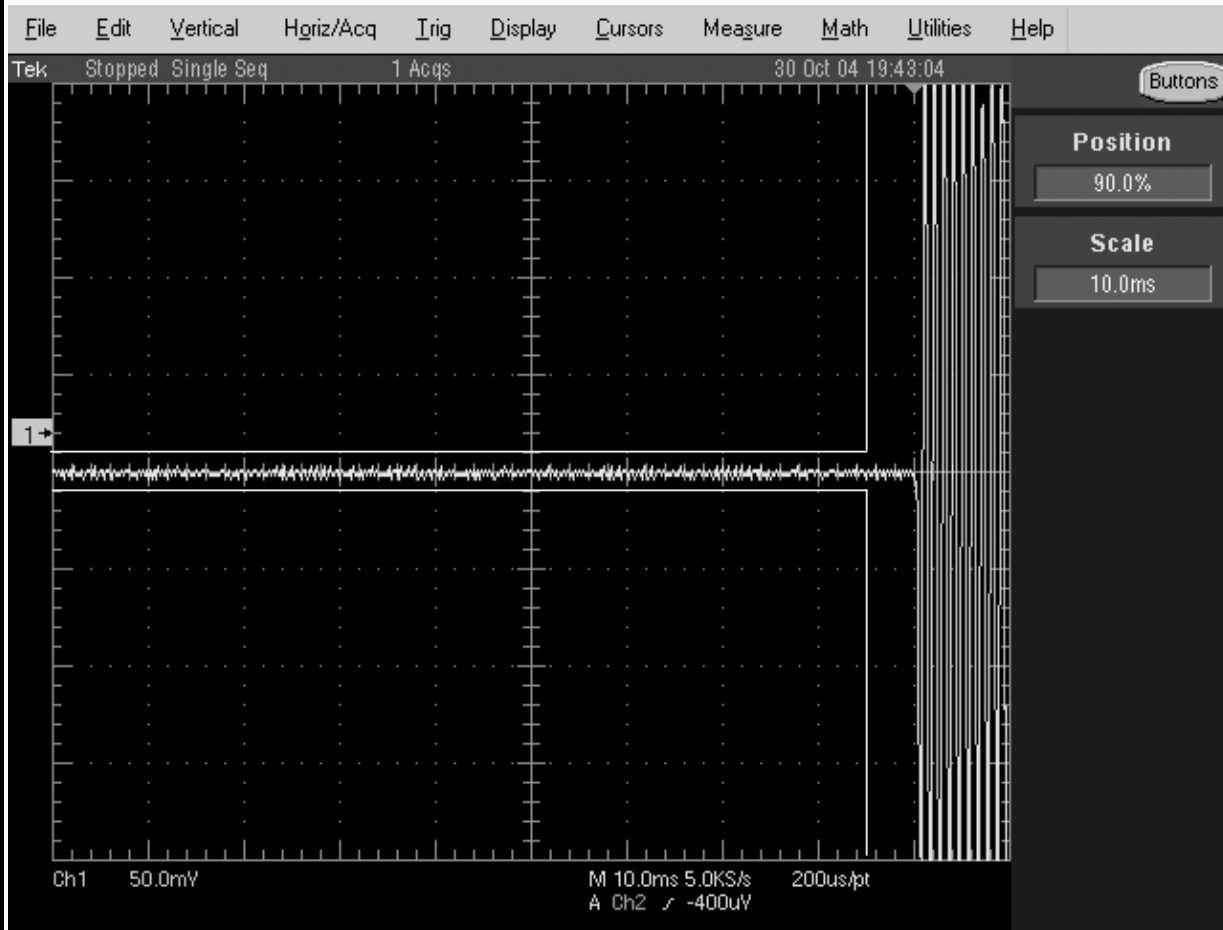 File Edit Vertical Horiz/Acq Trig Display Cursors Measure Math Utilities Help
Tek Stopped Single Seq 1 Acqs 30 Oct 04 19:43:04
Buttons
Position
90.0%
Scale
10.0ms
1
Ch1 50.0mV M 10.0ms 5.0KS/s 200us/pt
A Ch2 -400uV